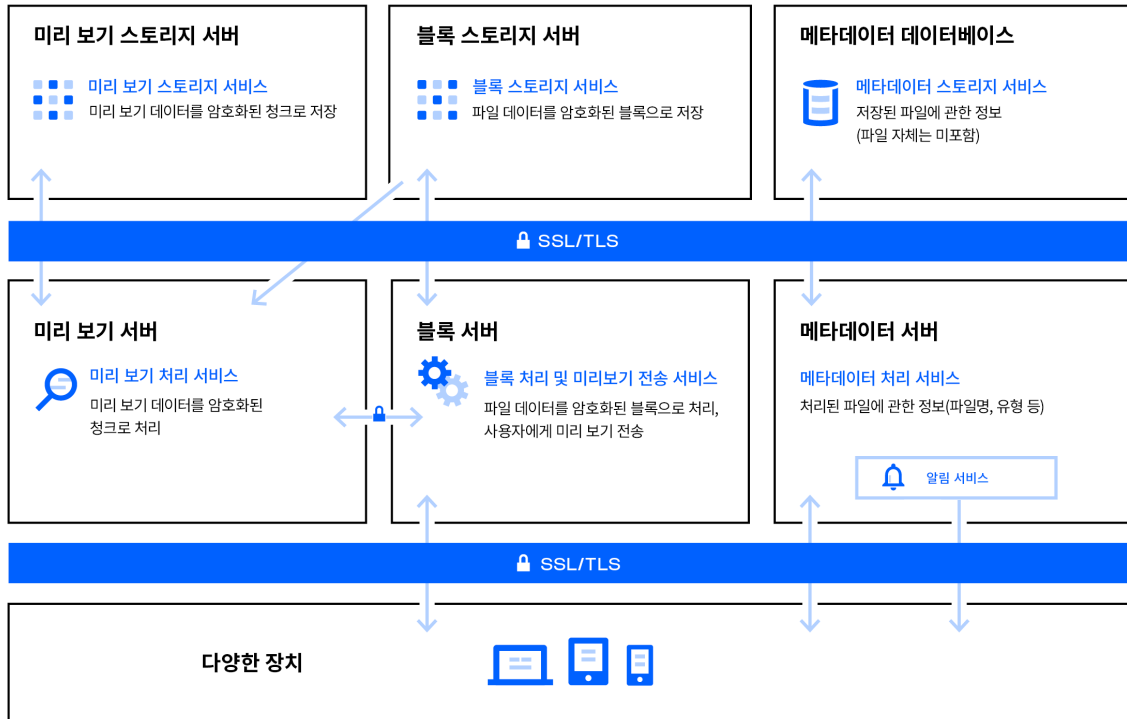 미리 보기 스토리지 서버
미리 보기 스토리지 서비스
미리 보기 데이터를 암호화된 청크로 저장
블록 스토리지 서버
블록 스토리지 서비스
파일 데이터를 암호화된 블록으로 저장
메타데이터 데이터베이스
메타데이터 스토리지 서비스
저장된 파일에 관한 정보
(파일 자체는 미포함)
SSL/TLS
미리 보기 서버
미리 보기 처리 서비스
미리 보기 데이터를 암호화된
청크로 처리
블록 서버
블록 처리 및 미리보기 전송 서비스
파일 데이터를 암호화된 블록으로 처리,
사용자에게 미리 보기 전송
메타데이터 서버
메타데이터 처리 서비스
처리된 파일에 관한 정보(파일명, 유형 등)
알림 서비스
SSL/TLS
다양한 장치